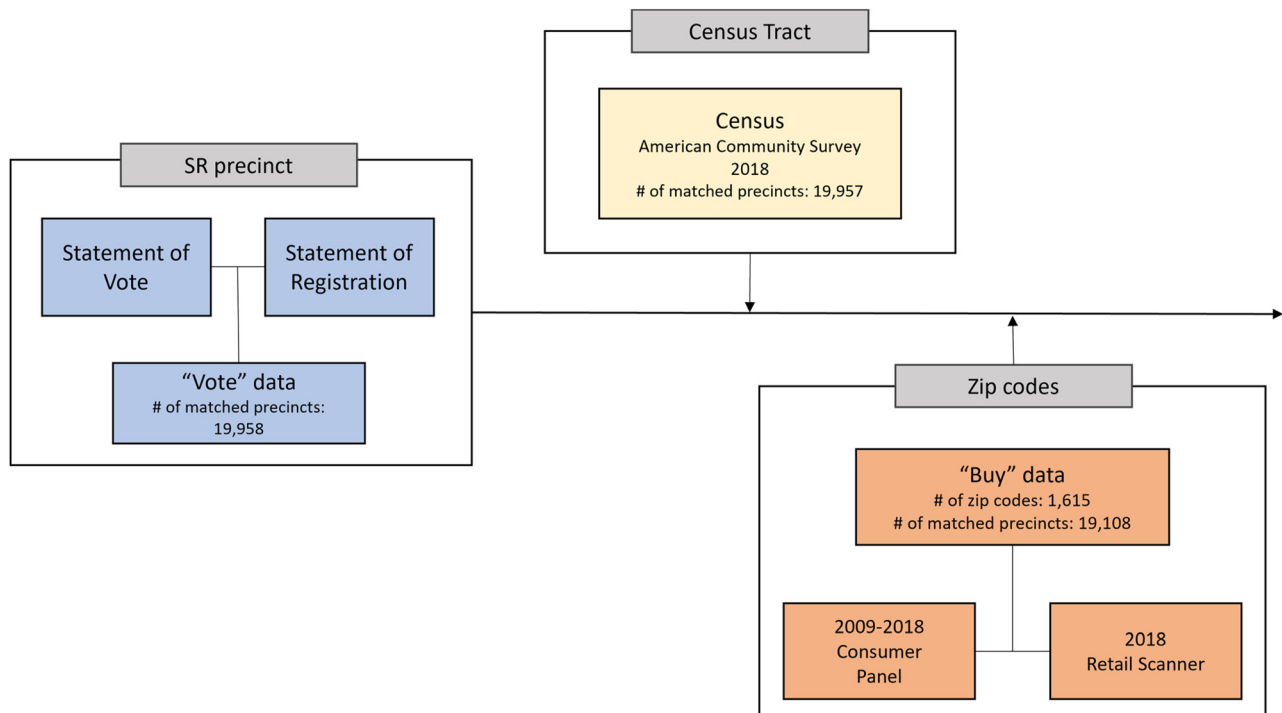 Census Tract
Census
American Community Survey
2018
# of matched precincts: 19,957
SR precinct
Statement of
Vote
Statement of
Registration
“Vote” data
# of matched precincts:
19,958
Zip codes
“Buy” data
# of zip codes: 1,615
# of matched precincts: 19,108
2009-2018
Consumer
Panel
2018
Retail Scanner